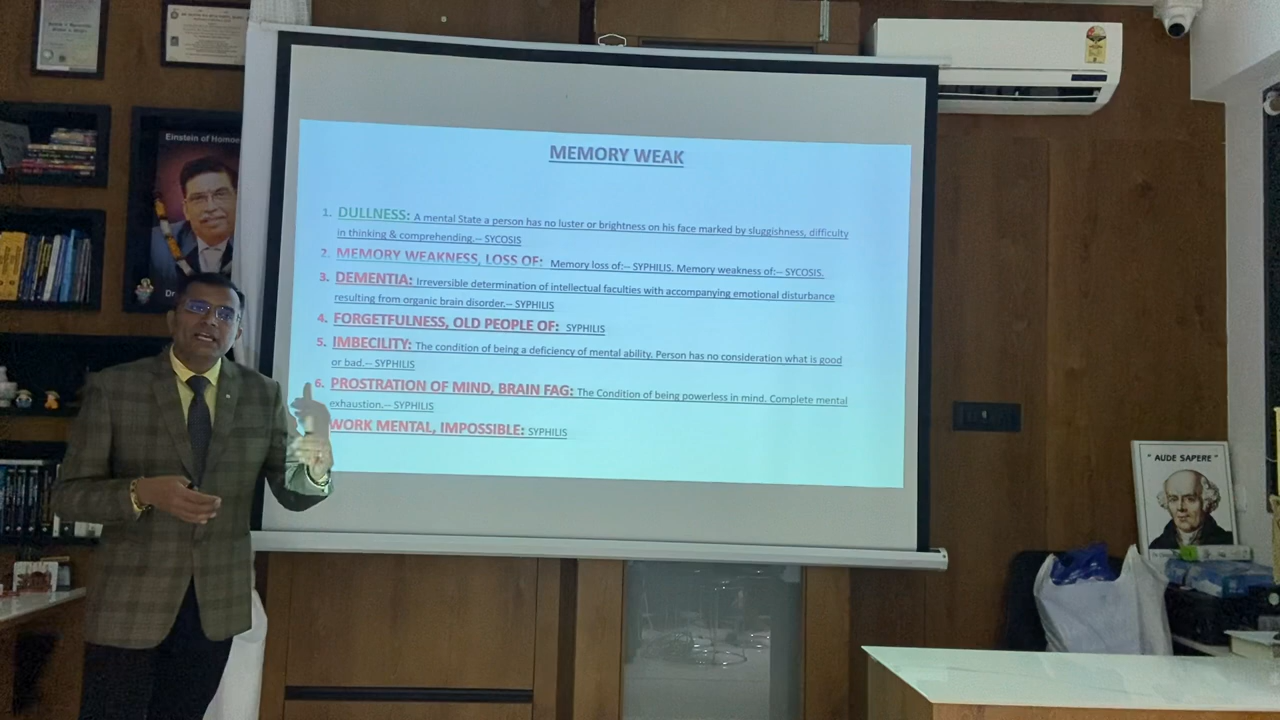 Einstein of Homoe
Dr
MEMORY WEAK
1. DULLNESS: A mental State a person has no luster or brightness on his face marked by sluggishness, difficulty
in thinking & comprehending.-- SYCOSIS
2. MEMORY WEAKNESS, LOSS OF: Memory loss of:-- SYPHILIS. Memory weakness of:-- SYCOSIS.
3. DEMENTIA: Irreversible determination of intellectual faculties with accompanying emotional disturbance
resulting from organic brain disorder.-- SYPHILIS
4. FORGETFULNESS, OLD PEOPLE OF: SYPHILIS
5. IMBECILITY: The condition of being a deficiency of mental ability. Person has no consideration what is good
or bad.-- SYPHILIS
6. PROSTRATION OF MIND, BRAIN FAG: The Condition of being powerless in mind. Complete mental
exhaustion.-- SYPHILIS
WORK MENTAL, IMPOSSIBLE: SYPHILIS
" AUDE SAPERE "